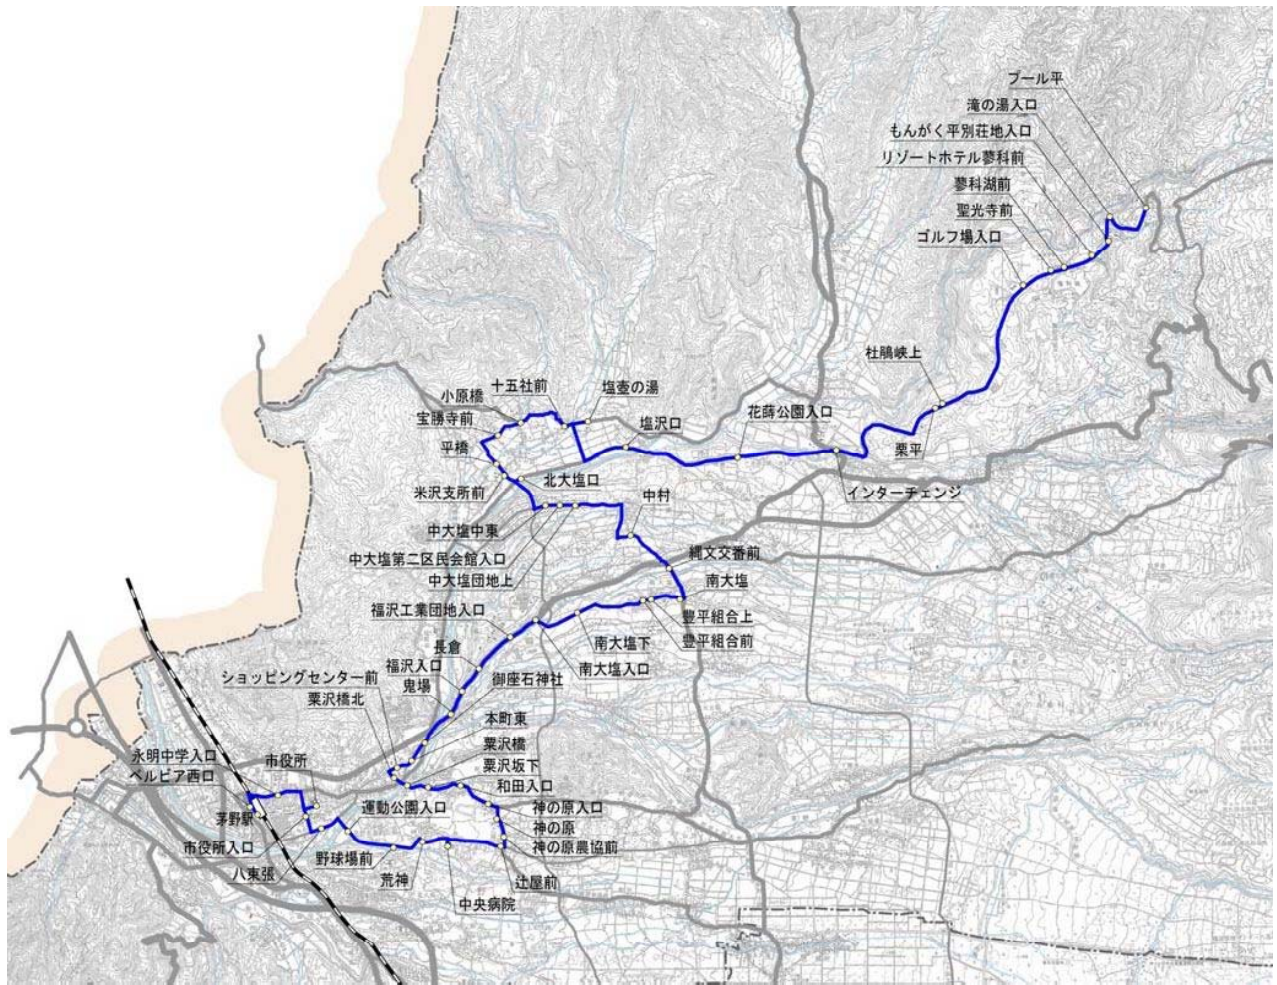 プール平
滝の湯入口
もんがく平別荘地入口
リゾートホテル蓼科前
蓼科湖前
聖光寺前
ゴルフ場入口
杜鵑峡上
十五社前
塩壺の湯
小原橋
宝勝寺前
塩沢口
花蒔公園入口
平橋
栗平
米沢支所前
北大塩口
インターチェンジ
中村
中大塩中東
中大塩第二区民会館入口
縄文交番前
中大塩団地上
南大塩
福沢工業団地入口
豊平組合上
南大塩下
豊平組合前
長倉
南大塩入口
福沢入口
ショッピングセンター前
鬼場
御座石神社
粟沢橋北
本町東
粟沢橋
永明中学入口
市役所
粟沢坂下
ベルビア西口
和田入口
運動公園入口
神の原入口
茅野駅
神の原
市役所入口
神の原農協前
野球場前
八東張
荒神
辻屋前
中央病院